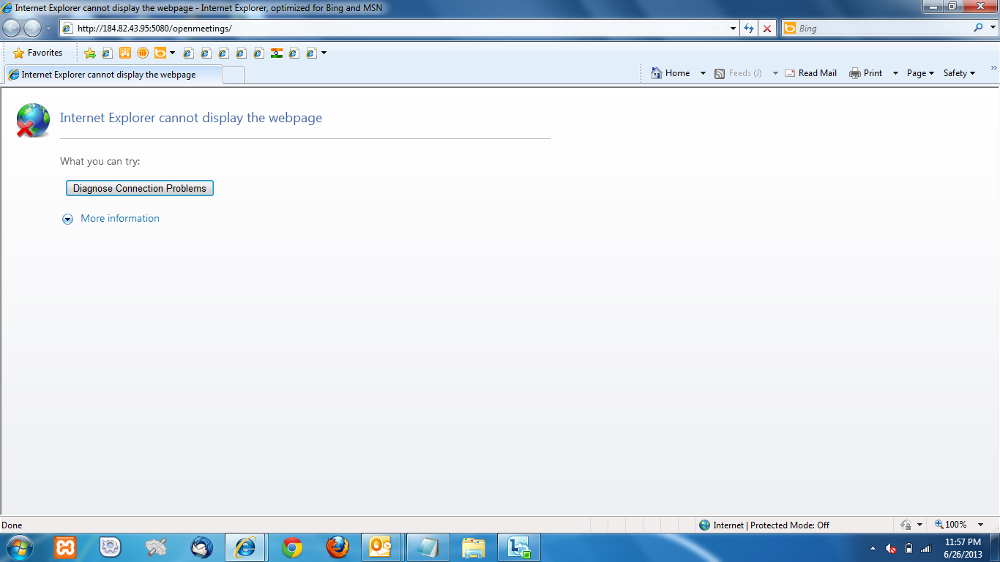 Internet Explorer cannot display the webpage - Internet Explorer, optimized for Bing and MSN
http://184.82.43.95:5080/openmeetings/
Bing
Favorites
Internet Explorer cannot display the webpage
Home
Feeds (J)
Read Mail
Print
Page
Safety
Internet Explorer cannot display the webpage
What you can try:
Diagnose Connection Problems
More information
Done
Internet | Protected Mode: Off
100%
11:57 PM
6/26/2013